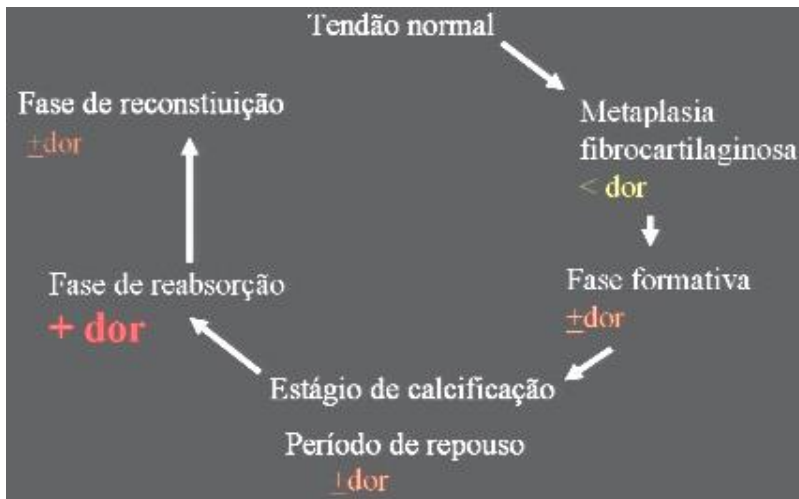 Tendão normal
Metaplasia
fibrocartilaginosa
< dor
Fase formativa
±dor
Estágio de calcificação
Período de repouso
±dor
Fase de reabsorção
+ dor
Fase de reconstiuição
±dor